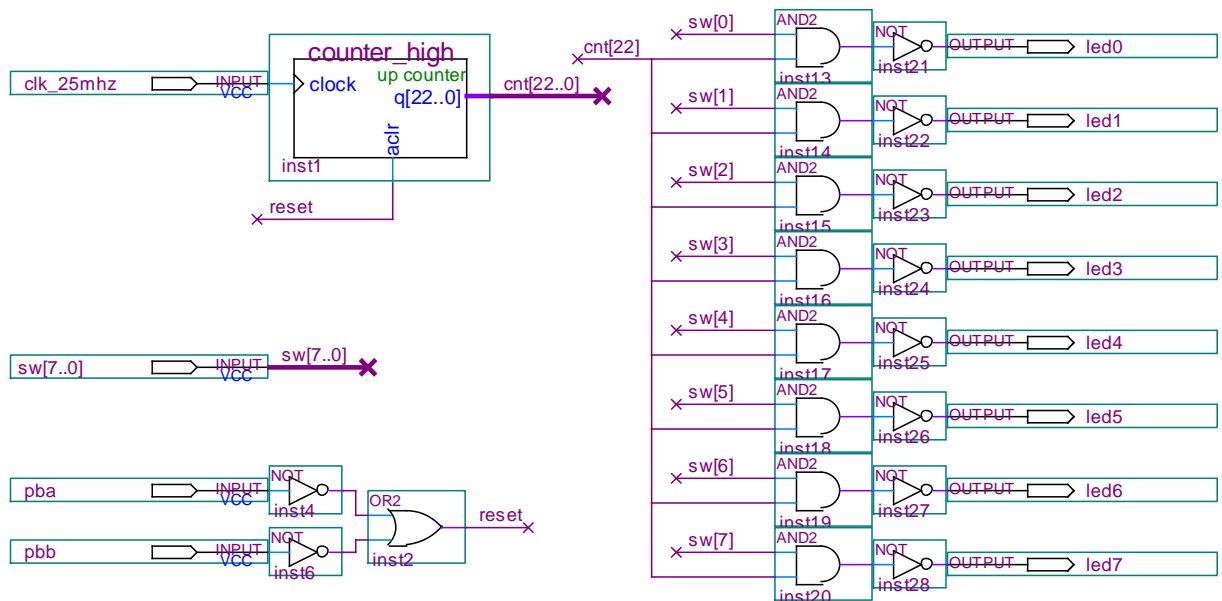 counter_high
up counter
clock
q[22..0]
aclr
inst1
clk_25mhz
INPUT
VCC
cnt[22..0]
reset
sw[7..0]
INPUT
VCC
sw[7..0]
pba
INPUT
VCC
NOT
inst4
pbb
INPUT
VCC
NOT
inst6
OR2
inst2
reset
cnt[22]
sw[0]
AND2
inst13
NOT
inst21
OUTPUT
led0
sw[1]
AND2
inst14
NOT
inst22
OUTPUT
led1
sw[2]
AND2
inst15
NOT
inst23
OUTPUT
led2
sw[3]
AND2
inst16
NOT
inst24
OUTPUT
led3
sw[4]
AND2
inst17
NOT
inst25
OUTPUT
led4
sw[5]
AND2
inst18
NOT
inst26
OUTPUT
led5
sw[6]
AND2
inst19
NOT
inst27
OUTPUT
led6
sw[7]
AND2
inst20
NOT
inst28
OUTPUT
led7